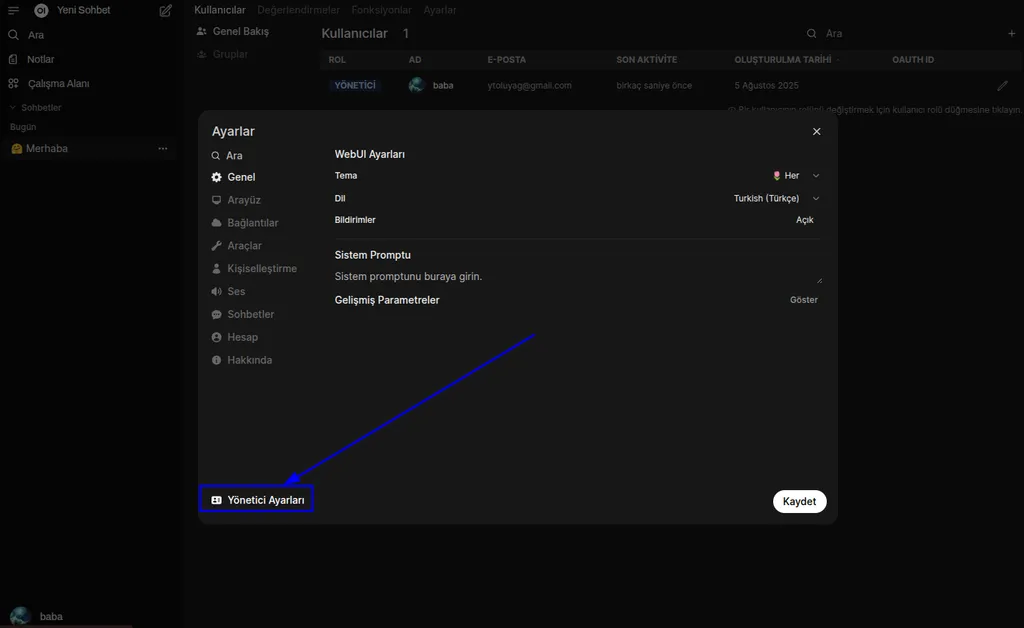 OI Yeni Sohbet
Ara
Notlar
Çalışma Alanı
Sohbetler
Bugün
Merhaba
baba
Kullanıcılar Değerlendirmeler Fonksiyonlar Ayarlar
Genel Bakış
Gruplar
Kullanıcılar 1
Ara
ROL AD E-POSTA SON AKTİVİTE OLUŞTURULMA TARİHİ OAUTH ID
YÖNETİCİ baba ytoluyag@gmail.com birkaç saniye önce 5 Ağustos 2025
Bir kullanıcının rolünü değiştirmek için kullanıcı rolü düğmesine tıklayın.
Ayarlar
Ara
Genel
Arayüz
Bağlantılar
Araçlar
Kişiselleştirme
Ses
Sohbetler
Hesap
Hakkında
Yönetici Ayarları
WebUI Ayarları
Tema 🌷 Her
Dil Turkish (Türkçe)
Bildirimler Açık
Sistem Promptu
Sistem promptunu buraya girin.
Gelişmiş Parametreler Göster
Kaydet